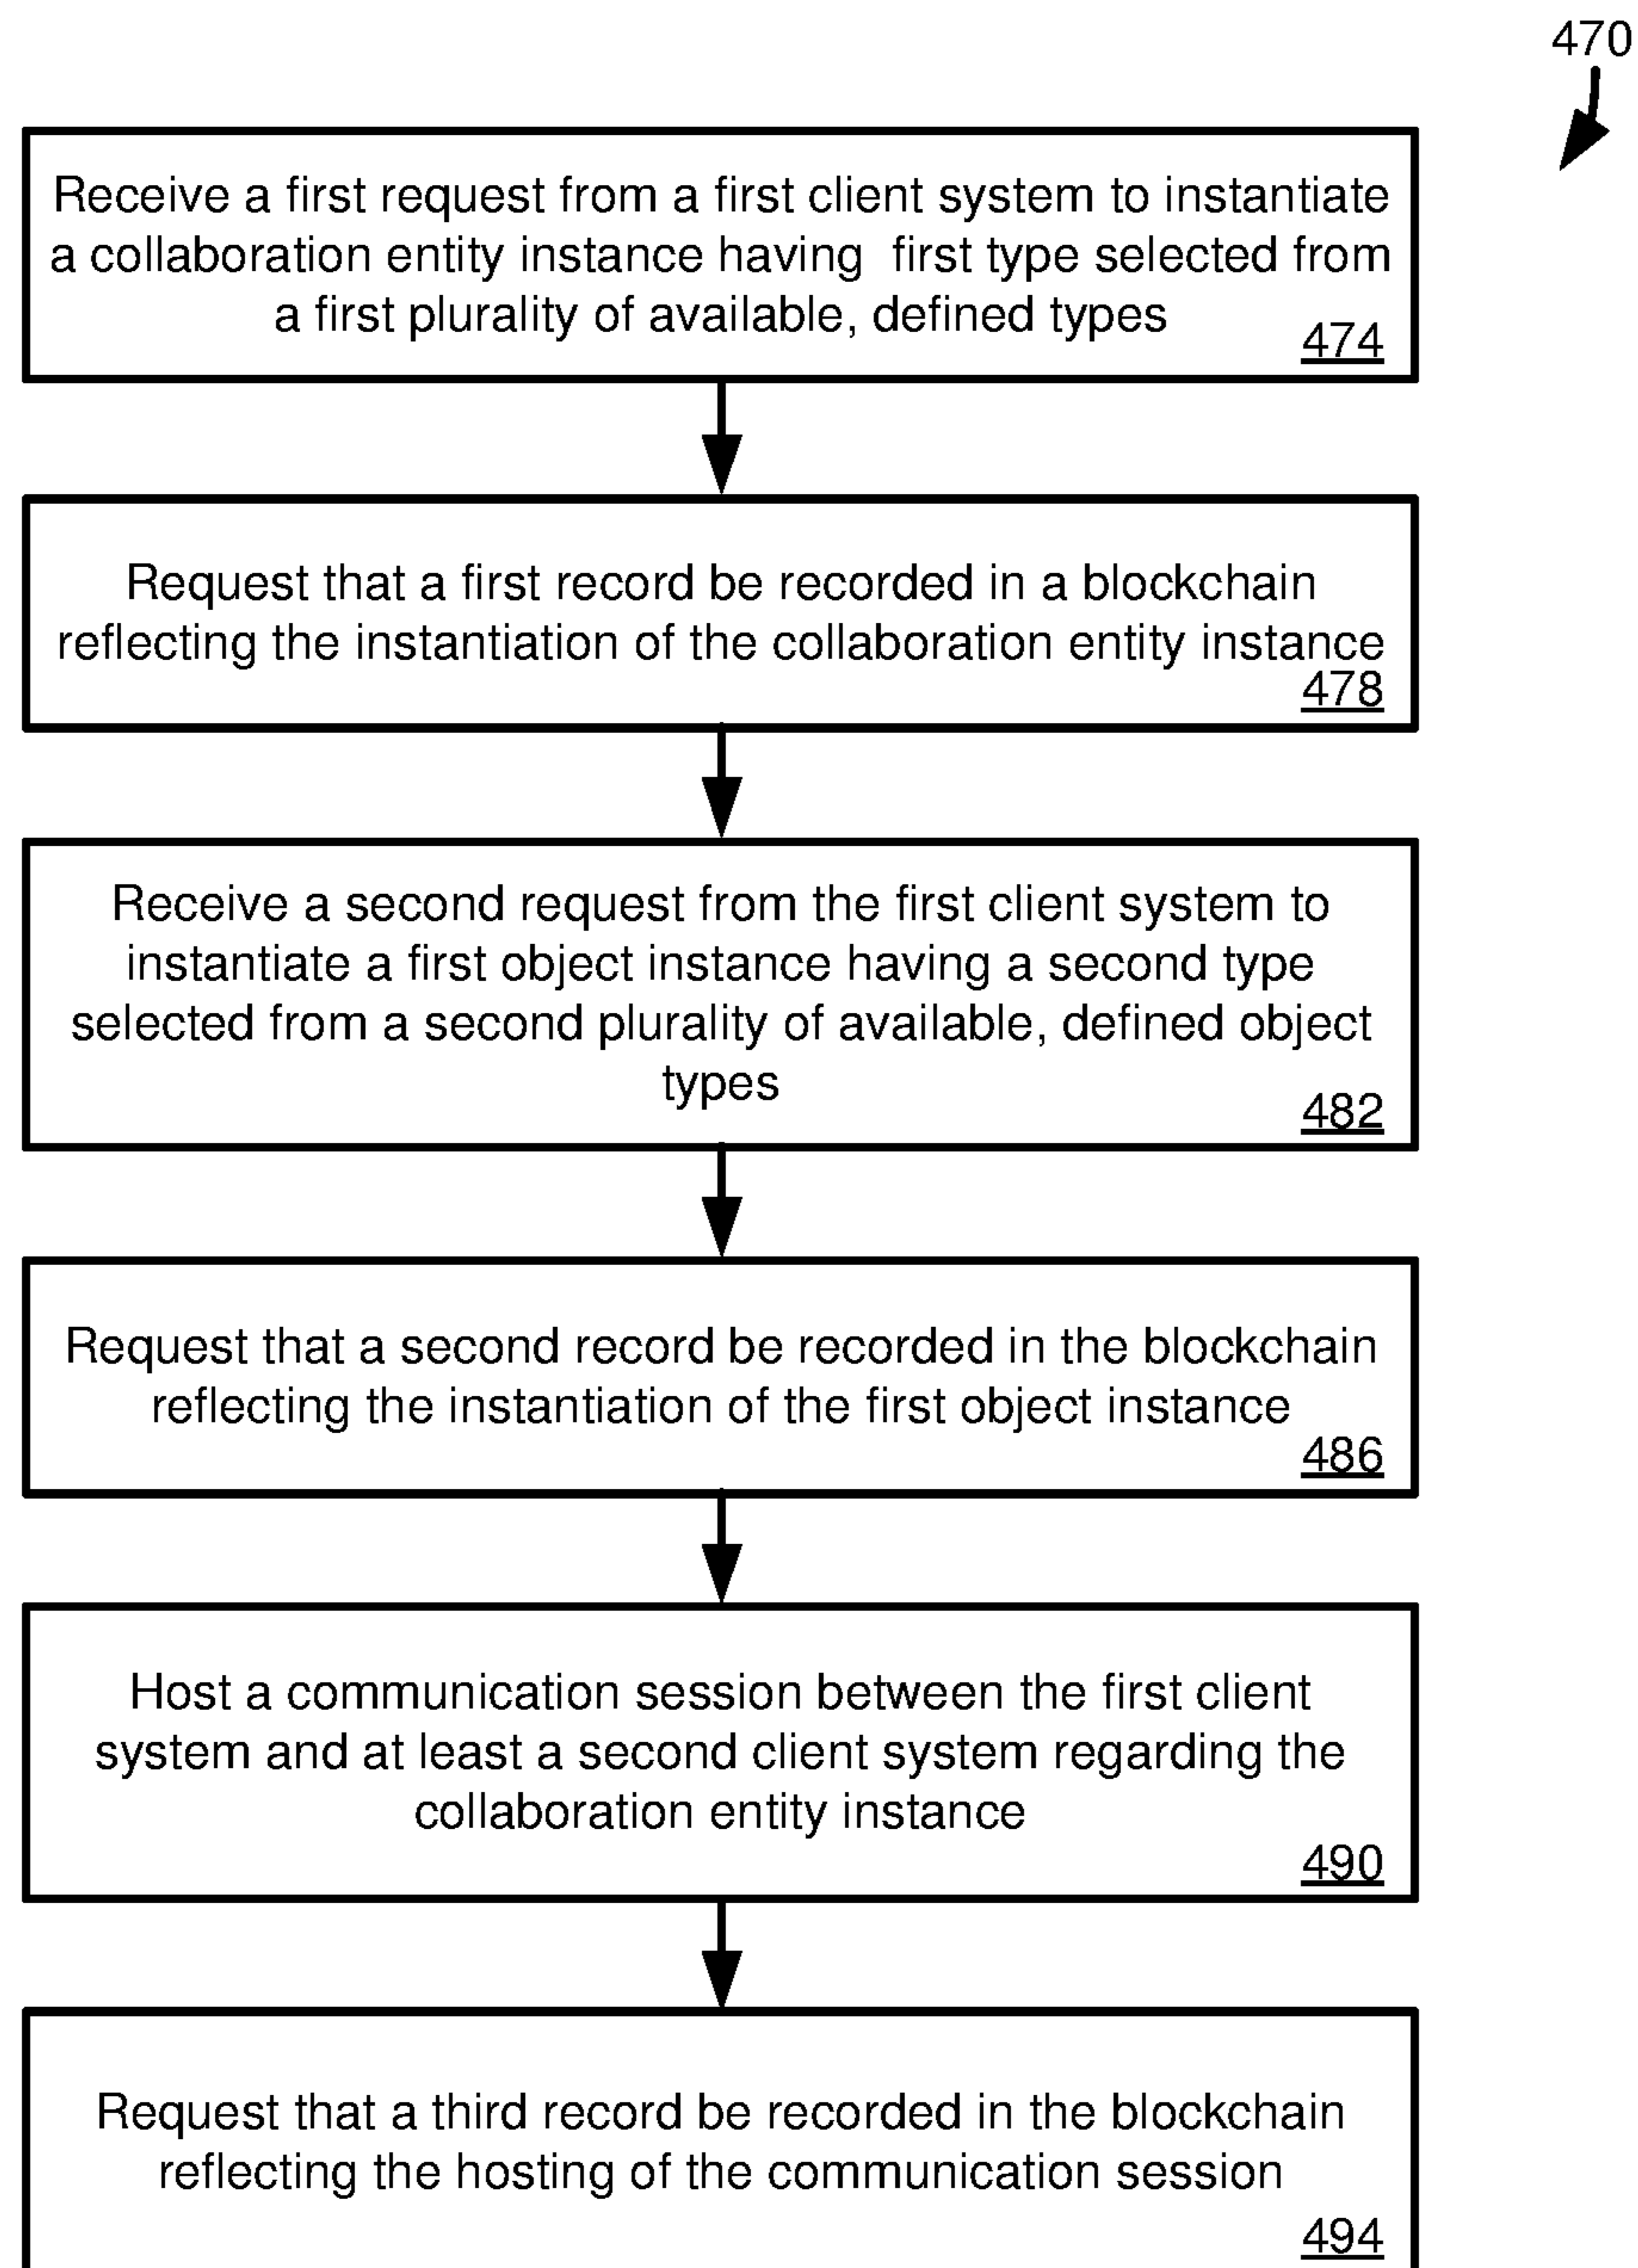 470
Receive a first request from a first client system to instantiate
a collaboration entity instance having  first type selected from
a first plurality of available, defined types
474
Request that a first record be recorded in a blockchain
reflecting the instantiation of the collaboration entity instance
478
Receive a second request from the first client system to
instantiate a first object instance having a second type
selected from a second plurality of available, defined object
types
482
Request that a second record be recorded in the blockchain
reflecting the instantiation of the first object instance
486
Host a communication session between the first client
system and at least a second client system regarding the
collaboration entity instance
490
Request that a third record be recorded in the blockchain
reflecting the hosting of the communication session
494